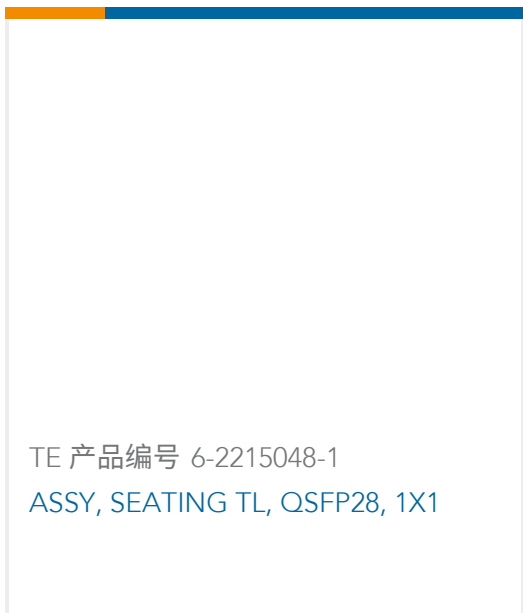 TE 产品编号 6-2215048-1
ASSY, SEATING TL, QSFP28, 1X1